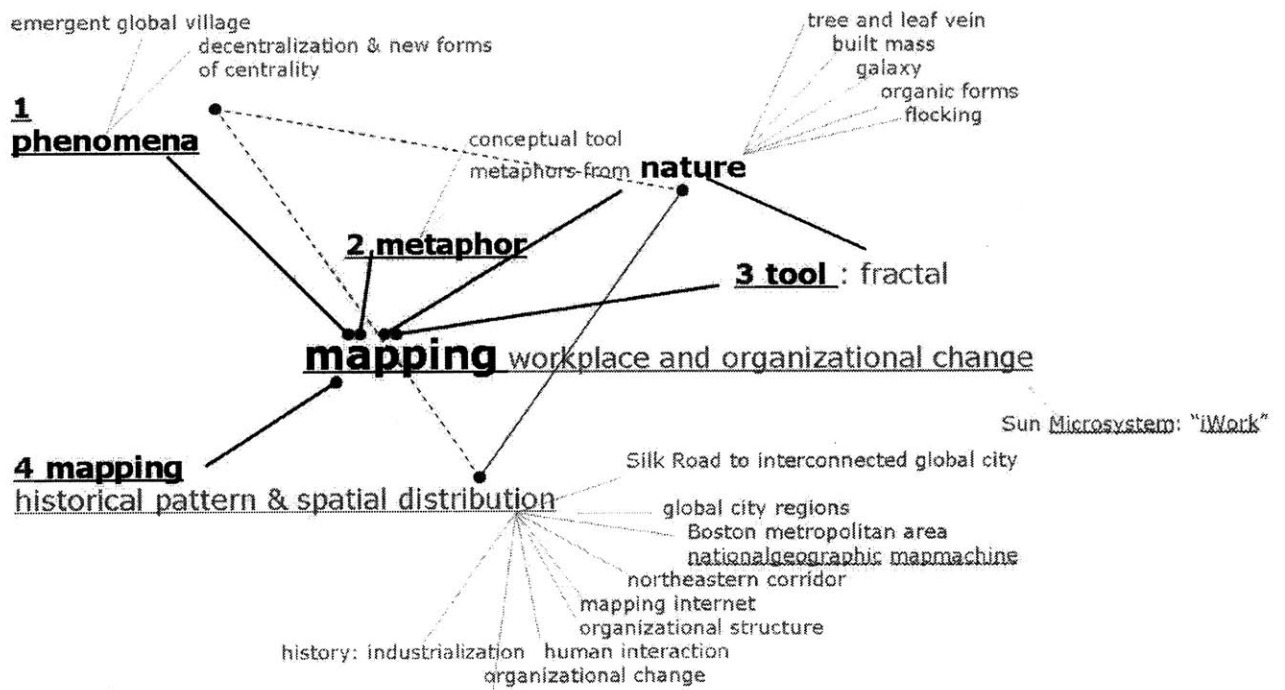 emergent global village
decentralization & new forms
of centrality
1
phenomena
tree and leaf vein
built mass
galaxy
organic forms
flocking
conceptual tool
metaphors from nature
2 metaphor
3 tool : fractal
mapping workplace and organizational change
Sun Microsystem: “iWork”
4 mapping
historical pattern & spatial distribution
Silk Road to interconnected global city
global city regions
Boston metropolitan area
nationalgeographic mapmachine
northeastern corridor
mapping internet
organizational structure
history: industrialization human interaction
organizational change